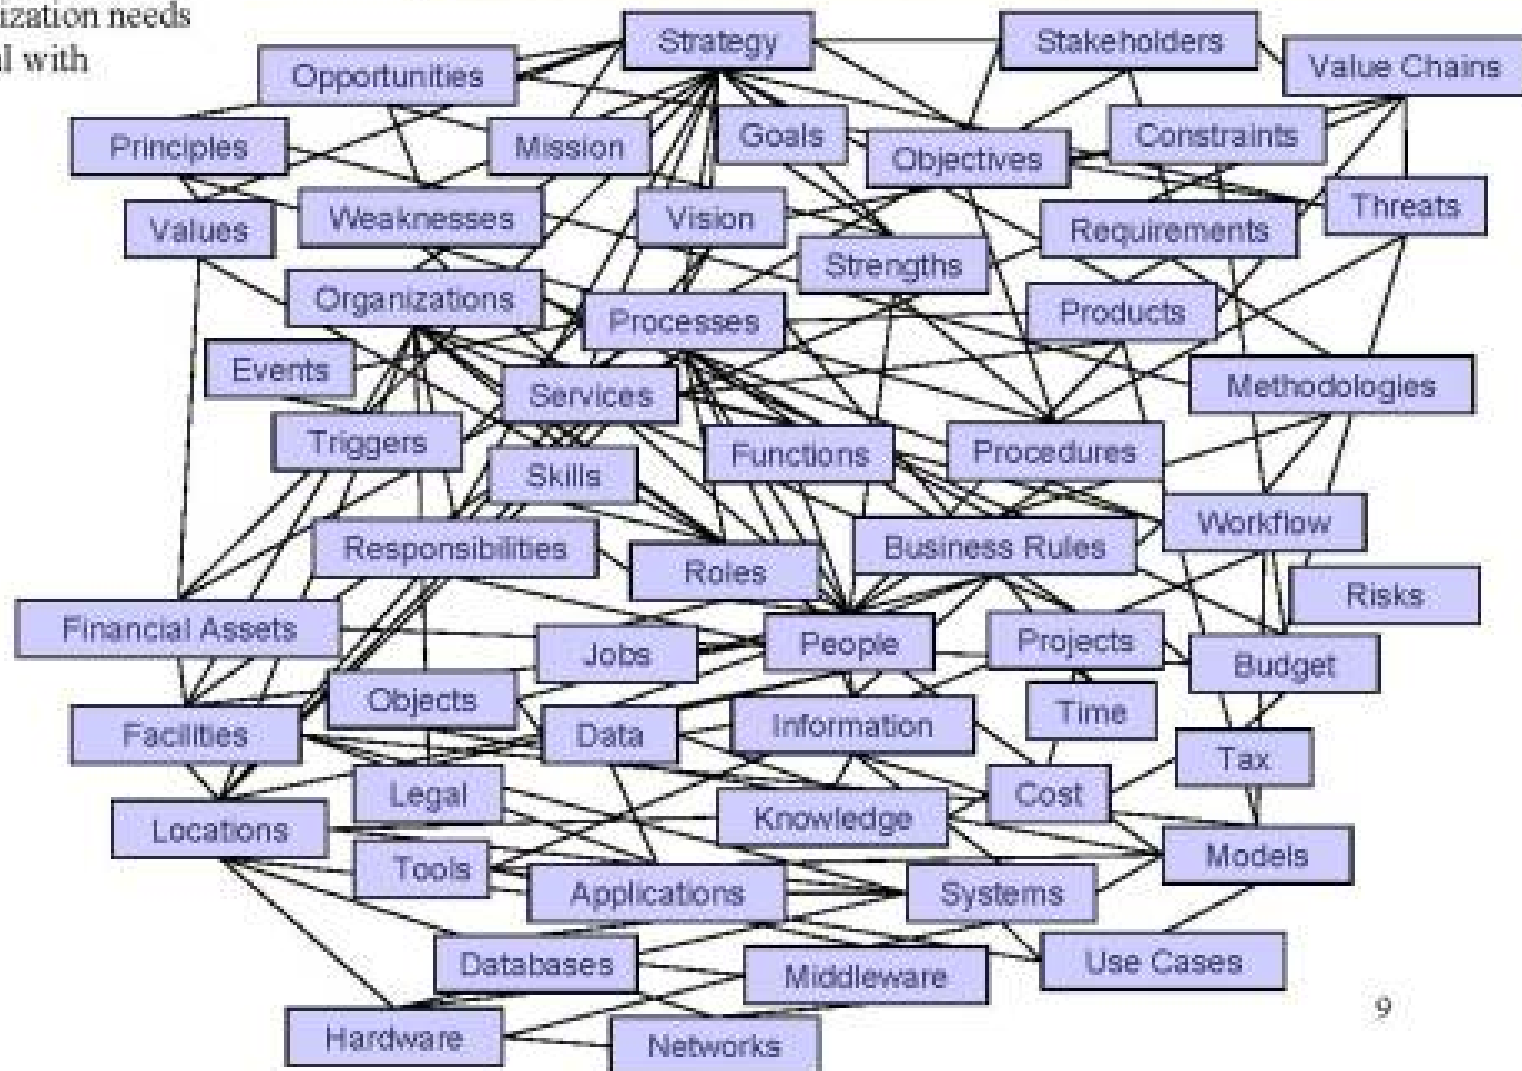 ization needs
l with
Strategy
Stakeholders
Value Chains
Opportunities
Principles
Mission
Goals
Objectives
Constraints
Values
Weaknesses
Vision
Strengths
Requirements
Threats
Organizations
Processes
Products
Events
Services
Methodologies
Triggers
Skills
Functions
Procedures
Responsibilities
Roles
Business Rules
Workflow
Risks
Financial Assets
Jobs
People
Projects
Budget
Objects
Facilities
Data
Information
Time
Tax
Legal
Knowledge
Cost
Locations
Tools
Applications
Systems
Models
Databases
Middleware
Use Cases
Hardware
Networks
9